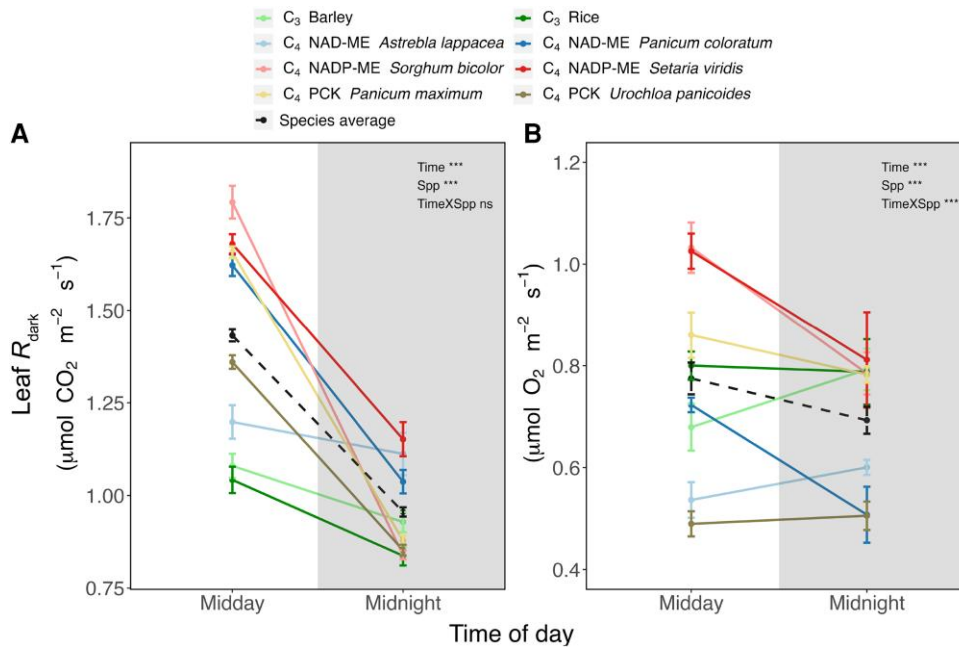 C₃ Barley
C₃ Rice
C₄ NAD-ME Astrebla lappacea
C₄ NAD-ME Panicum coloratum
C₄ NADP-ME Sorghum bicolor
C₄ NADP-ME Setaria viridis
C₄ PCK Panicum maximum
C₄ PCK Urochloa panicoides
Species average
A
B
Leaf R_dark
(μmol CO₂ m⁻² s⁻¹)
1.75
1.50
1.25
1.00
0.75
Time ***
Spp ***
TimeXSpp ns
Midday
Midnight
(μmol O₂ m⁻² s⁻¹)
1.2
1.0
0.8
0.6
0.4
Time ***
Spp ***
TimeXSpp ***
Midday
Midnight
Time of day